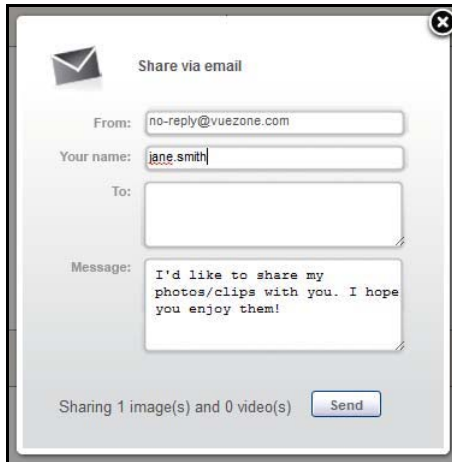 Share via email
From: no-reply@vuezone.com
Your name: jane.smith
To:
Message: I'd like to share my
photos/clips with you. I hope
you enjoy them!
Sharing 1 image(s) and 0 video(s) Send